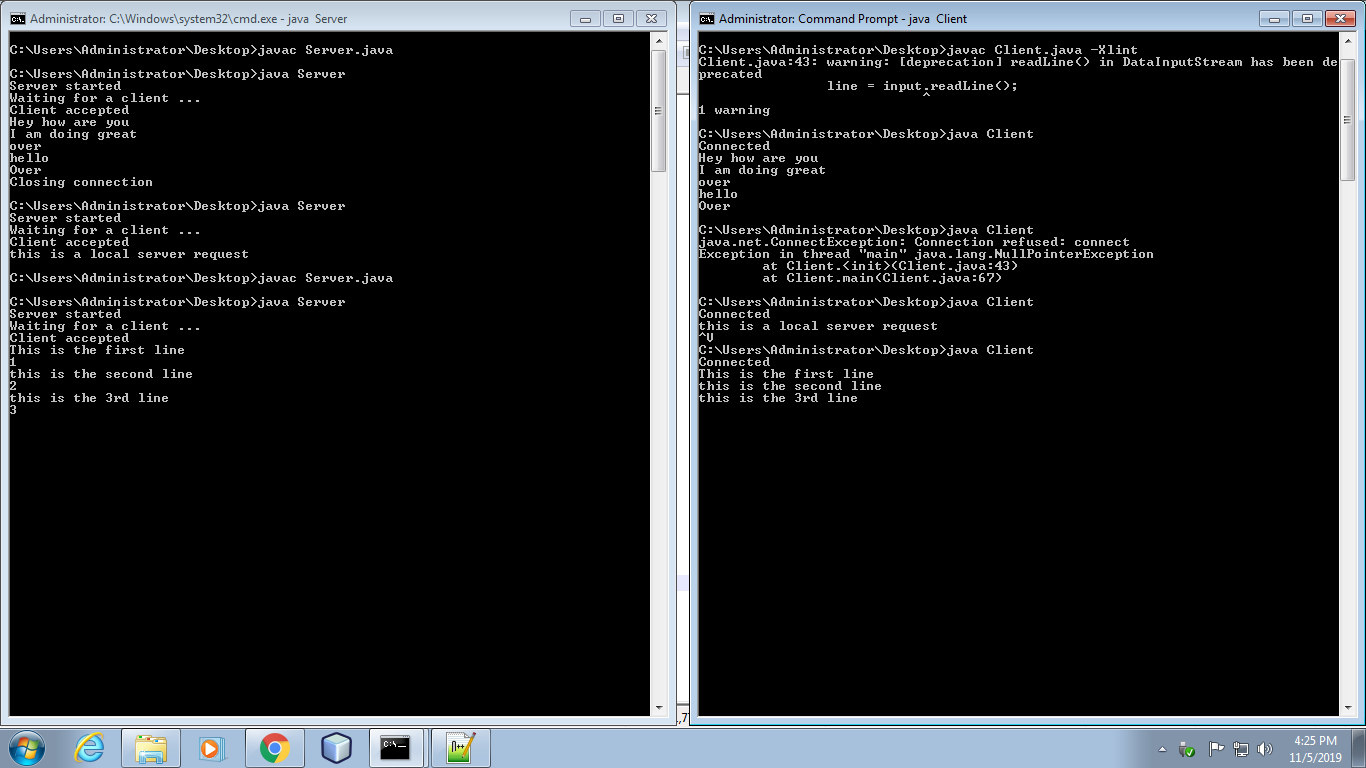 Administrator: C:\Windows\system32\cmd.exe - java  Server
C:\Users\Administrator\Desktop>javac Server.java
C:\Users\Administrator\Desktop>java Server
Server started
Waiting for a client ...
Client accepted
Hey how are you
I am doing great
over
hello
Over
Closing connection
C:\Users\Administrator\Desktop>java Server
Server started
Waiting for a client ...
Client accepted
this is a local server request
C:\Users\Administrator\Desktop>javac Server.java
C:\Users\Administrator\Desktop>java Server
Server started
Waiting for a client ...
Client accepted
This is the first line
1
this is the second line
2
this is the 3rd line
3
Administrator: Command Prompt - java  Client
C:\Users\Administrator\Desktop>javac Client.java -Xlint
Client.java:43: warning: [deprecation] readLine() in DataInputStream has been de
precated
line = input.readLine();
^
1 warning
C:\Users\Administrator\Desktop>java Client
Connected
Hey how are you
I am doing great
over
hello
Over
C:\Users\Administrator\Desktop>java Client
java.net.ConnectException: Connection refused: connect
Exception in thread "main" java.lang.NullPointerException
at Client.<init>(Client.java:43)
at Client.main(Client.java:67)
C:\Users\Administrator\Desktop>java Client
Connected
this is a local server request
^V
C:\Users\Administrator\Desktop>java Client
Connected
This is the first line
this is the second line
this is the 3rd line
4:25 PM
11/5/2019